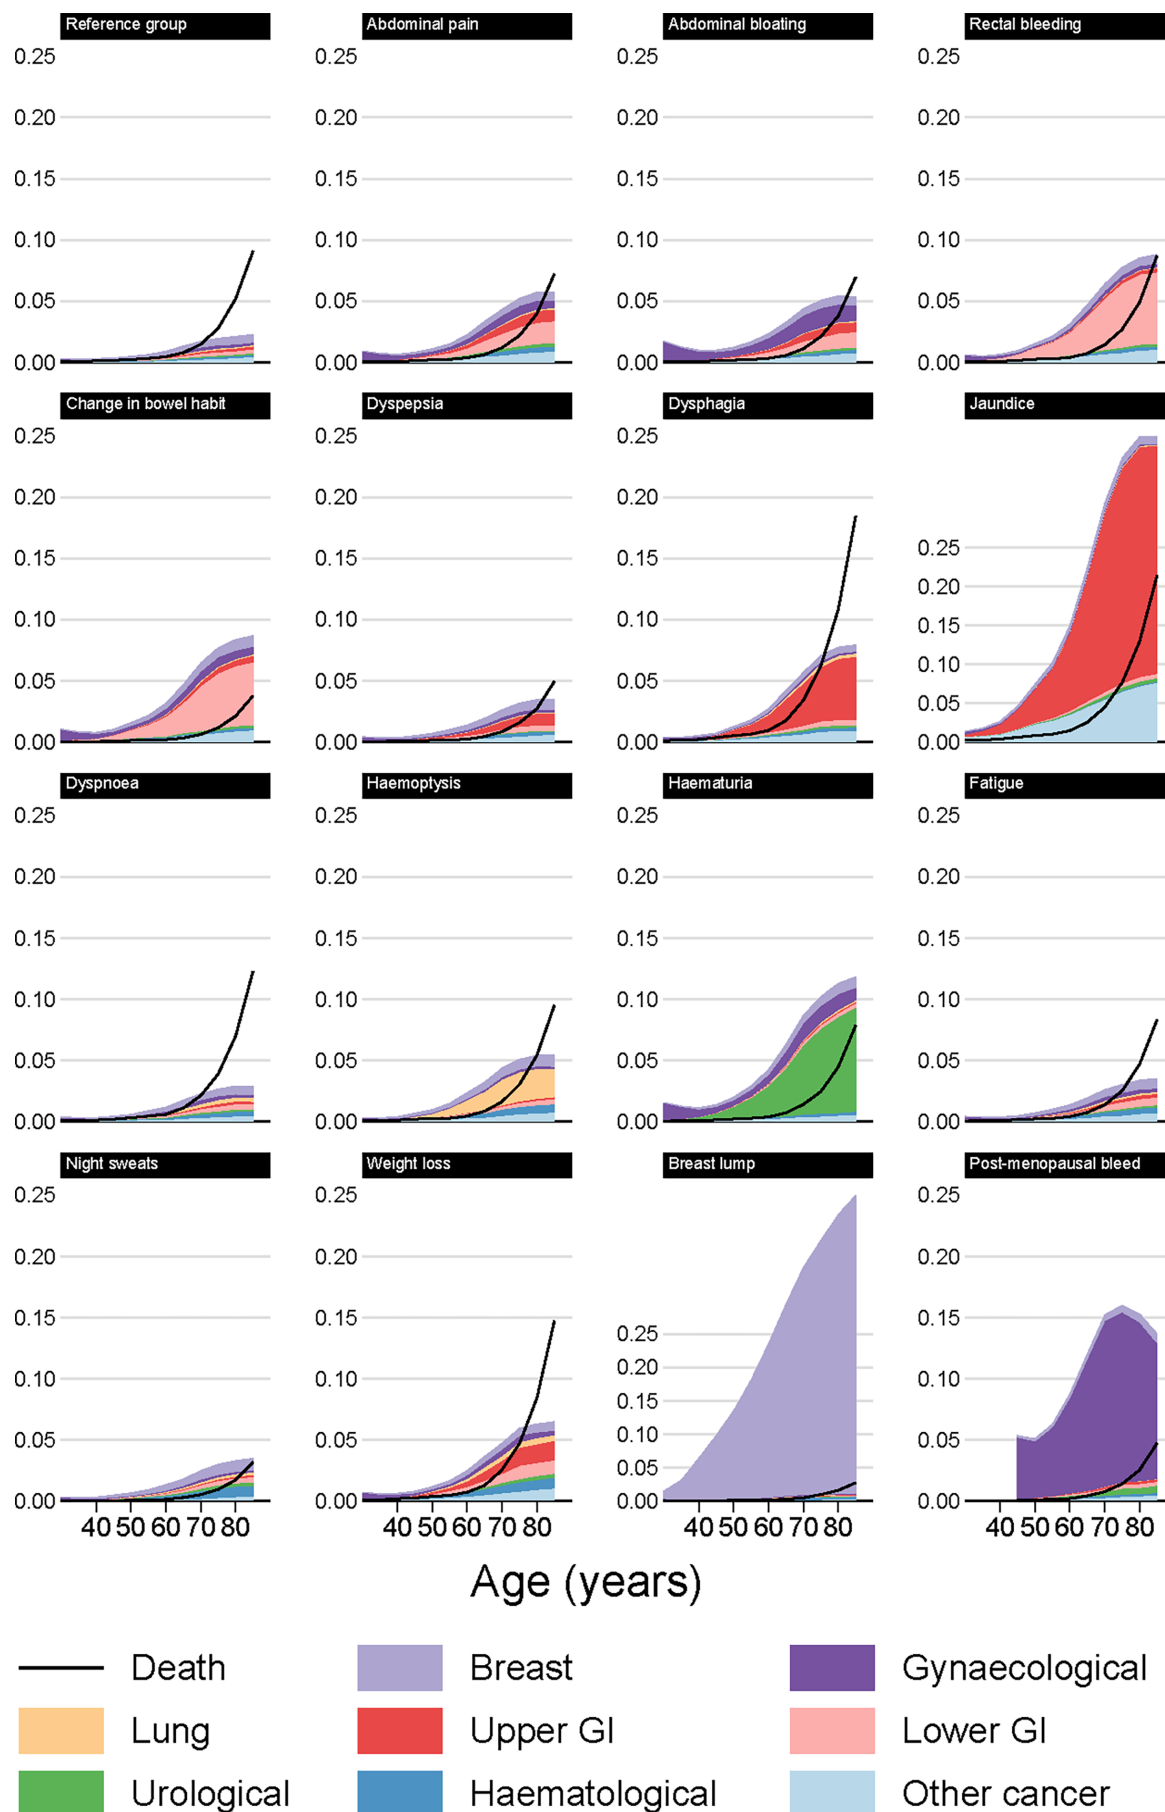 Reference group Abdominal pain Abdominal bloating Rectal bleeding
0.25 0.25 0.25 0.25
0.20 0.20 0.20 0.20
0.15 0.15 0.15 0.15
0.10 0.10 0.10 0.10
0.05 0.05 0.05 0.05
0.00 0.00 0.00 0.00
Change in bowel habit Dyspepsia Dysphagia Jaundice
0.25 0.25 0.25
0.20 0.20 0.20
0.15 0.15 0.15 0.25
0.20
0.10 0.10 0.10 0.15
0.10
0.05 0.05 0.05 0.05
0.00 0.00 0.00 0.00
Dyspnoea Haemoptysis Haematuria Fatigue
0.25 0.25 0.25 0.25
0.20 0.20 0.20 0.20
0.15 0.15 0.15 0.15
0.10 0.10 0.10 0.10
0.05 0.05 0.05 0.05
0.00 0.00 0.00 0.00
Night sweats Weight loss Breast lump Post-menopausal bleed
0.25 0.25 0.25
0.20 0.20 0.20
0.15 0.15 0.25 0.15
0.20
0.10 0.10 0.15 0.10
0.10
0.05 0.05 0.05 0.05
0.00 0.00 0.00 0.00
40 50 60 70 80 40 50 60 70 80 40 50 60 70 80 40 50 60 70 80
Age (years)
Death Breast Gynaecological
Lung Upper GI Lower GI
Urological Haematological Other cancer